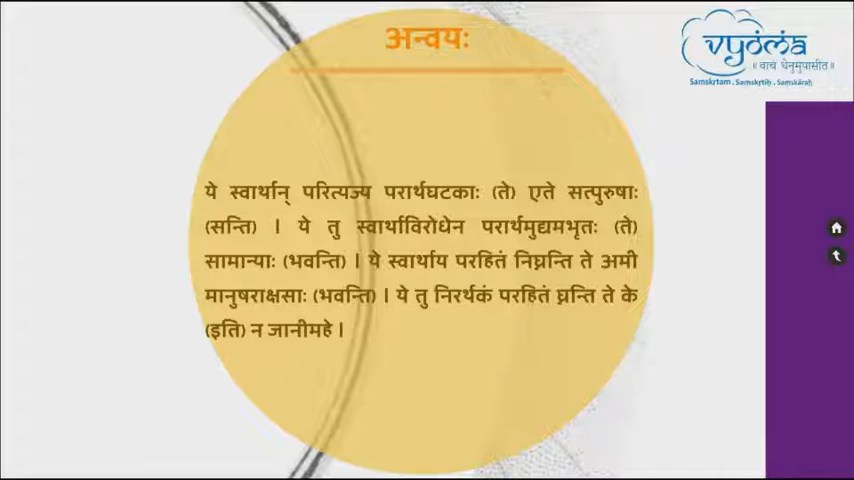 अन्वयः
vyoma
॥ वाचं धेनुमुपासीत ॥
Samskrtam . Samskrtih . Samskarah
ये स्वार्थान् परित्यज्य परार्थघटकाः (ते) एते सत्पुरुषाः
(सन्ति) । ये तु स्वार्थाविरोधेन परार्थमुद्यमभृतः (ते)
सामान्याः (भवन्ति) । ये स्वार्थाय परहितं निघ्नन्ति ते अमी
मानुषराक्षसाः (भवन्ति) । ये तु निरर्थकं परहितं घ्नन्ति ते के
(इति) न जानीमहे ।